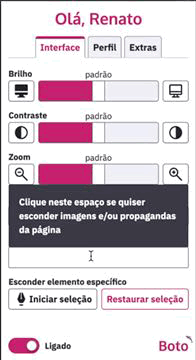 Olá, Renato
Interface Perfil Extras
Brilho padrão
Contraste padrão
Zoom padrão
Clique neste espaço se quiser
esconder imagens e/ou propagandas
da página
Esconder elemento específico
Iniciar seleção Restaurar seleção
Ligado Boto